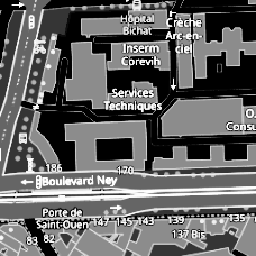 Hôpital
Bichat
Crèche
Arc-en-
ciel
Inserm
Corevih
Services
Techniques
O.
Consu
186
170
Boulevard Ney
Porte de
Saint-Ouen
147
145
143
139
135
137 Bis
83
82